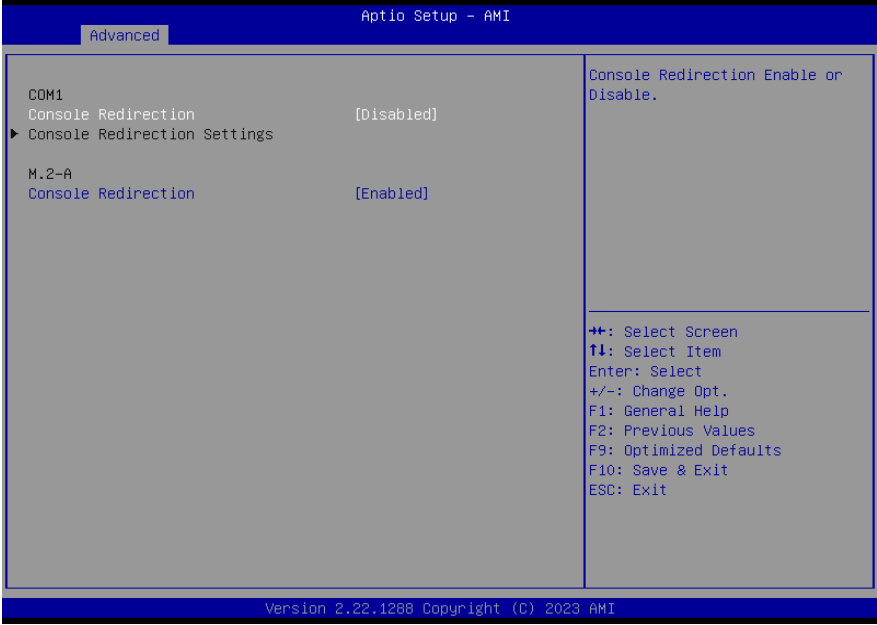 Aptio Setup – AMI
Advanced
COM1
Console Redirection [Disabled]
▶ Console Redirection Settings
M.2-A
Console Redirection [Enabled]
Console Redirection Enable or
Disable.
→←: Select Screen
↑↓: Select Item
Enter: Select
+/-: Change Opt.
F1: General Help
F2: Previous Values
F9: Optimized Defaults
F10: Save & Exit
ESC: Exit
Version 2.22.1288 Copyright (C) 2023 AMI